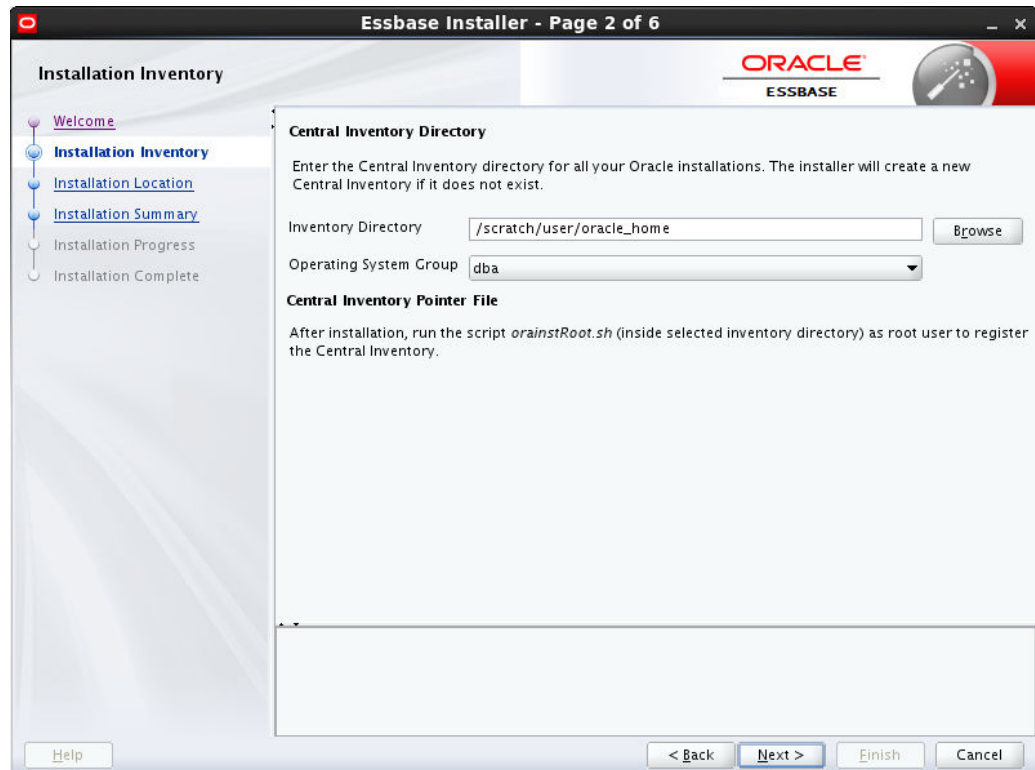 Essbase Installer - Page 2 of 6
Installation Inventory
ORACLE
ESSBASE
Welcome
Installation Inventory
Installation Location
Installation Summary
Installation Progress
Installation Complete
Central Inventory Directory
Enter the Central Inventory directory for all your Oracle installations. The installer will create a new
Central Inventory if it does not exist.
Inventory Directory /scratch/user/oracle_home Browse
Operating System Group dba
Central Inventory Pointer File
After installation, run the script orainstRoot.sh (inside selected inventory directory) as root user to register
the Central Inventory.
Help < Back Next > Finish Cancel